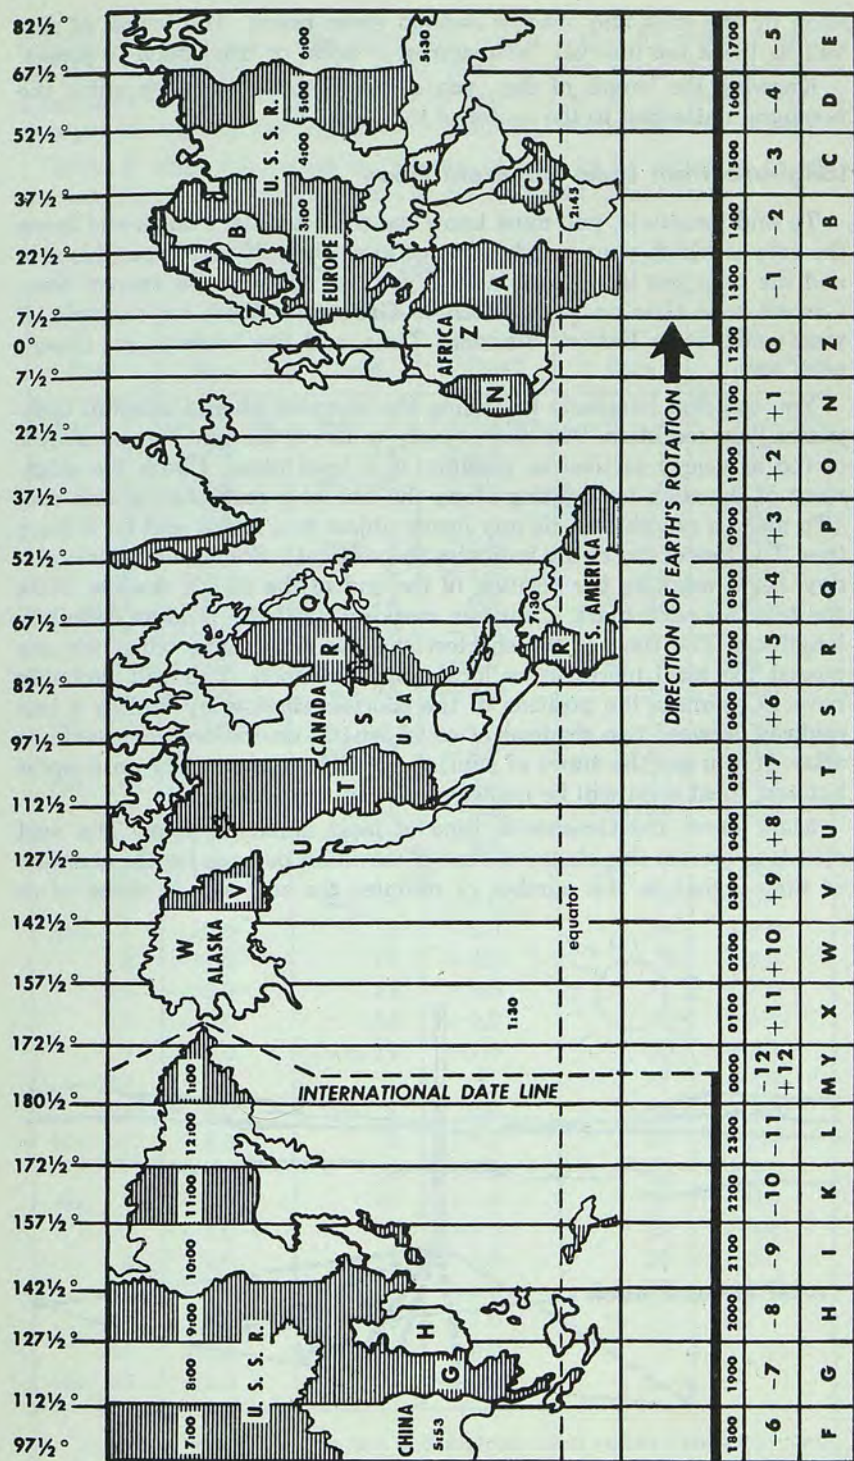 97½° 112½° 127½° 142½° 157½° 172½° 180½° 172½° 157½° 142½° 127½° 112½° 97½° 82½° 67½° 52½° 37½° 22½° 7½° 0° 7½° 22½° 37½° 52½° 67½° 82½°
7:00 8:00 9:00 10:00 11:00 12:00 1:00
U. S. S. R.
CHINA
5:53
G
H
INTERNATIONAL DATE LINE
W
ALASKA
V
U
T
CANADA
S
S
U S
R
Q
R
7:30
S. AMERICA
1:30
equator
N
AFRICA
Z
Z
A
B
EUROPE
3:00 4:00 5:00 6:00
U. S. S. R.
A
C
C
2:45
5:30
E
DIRECTION OF EARTH'S ROTATION
1800 1900 2000 2100 2200 2300 0000 0100 0200 0300 0400 0500 0600 0700 0800 0900 1000 1100 1200 1300 1400 1500 1600 1700
-6 -7 -8 -9 -10 -11 -12 +11 +10 +9 +8 +7 +6 +5 +4 +3 +2 +1 0 -1 -2 -3 -4 -5
+12
F G H I K L MY X W V U T S R Q P O N Z A B C D E